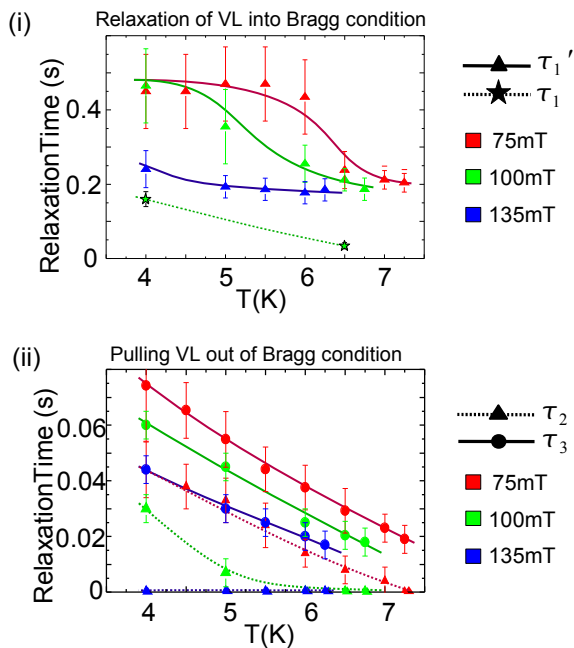 (i)
Relaxation of VL into Bragg condition
RelaxationTime (s)
0.4
0.2
0
4
5
6
7
T(K)
τ₁′
τ₁
75mT
100mT
135mT
(ii)
Pulling VL out of Bragg condition
RelaxationTime (s)
0.06
0.04
0.02
0
4
5
6
7
T(K)
τ₂
τ₃
75mT
100mT
135mT